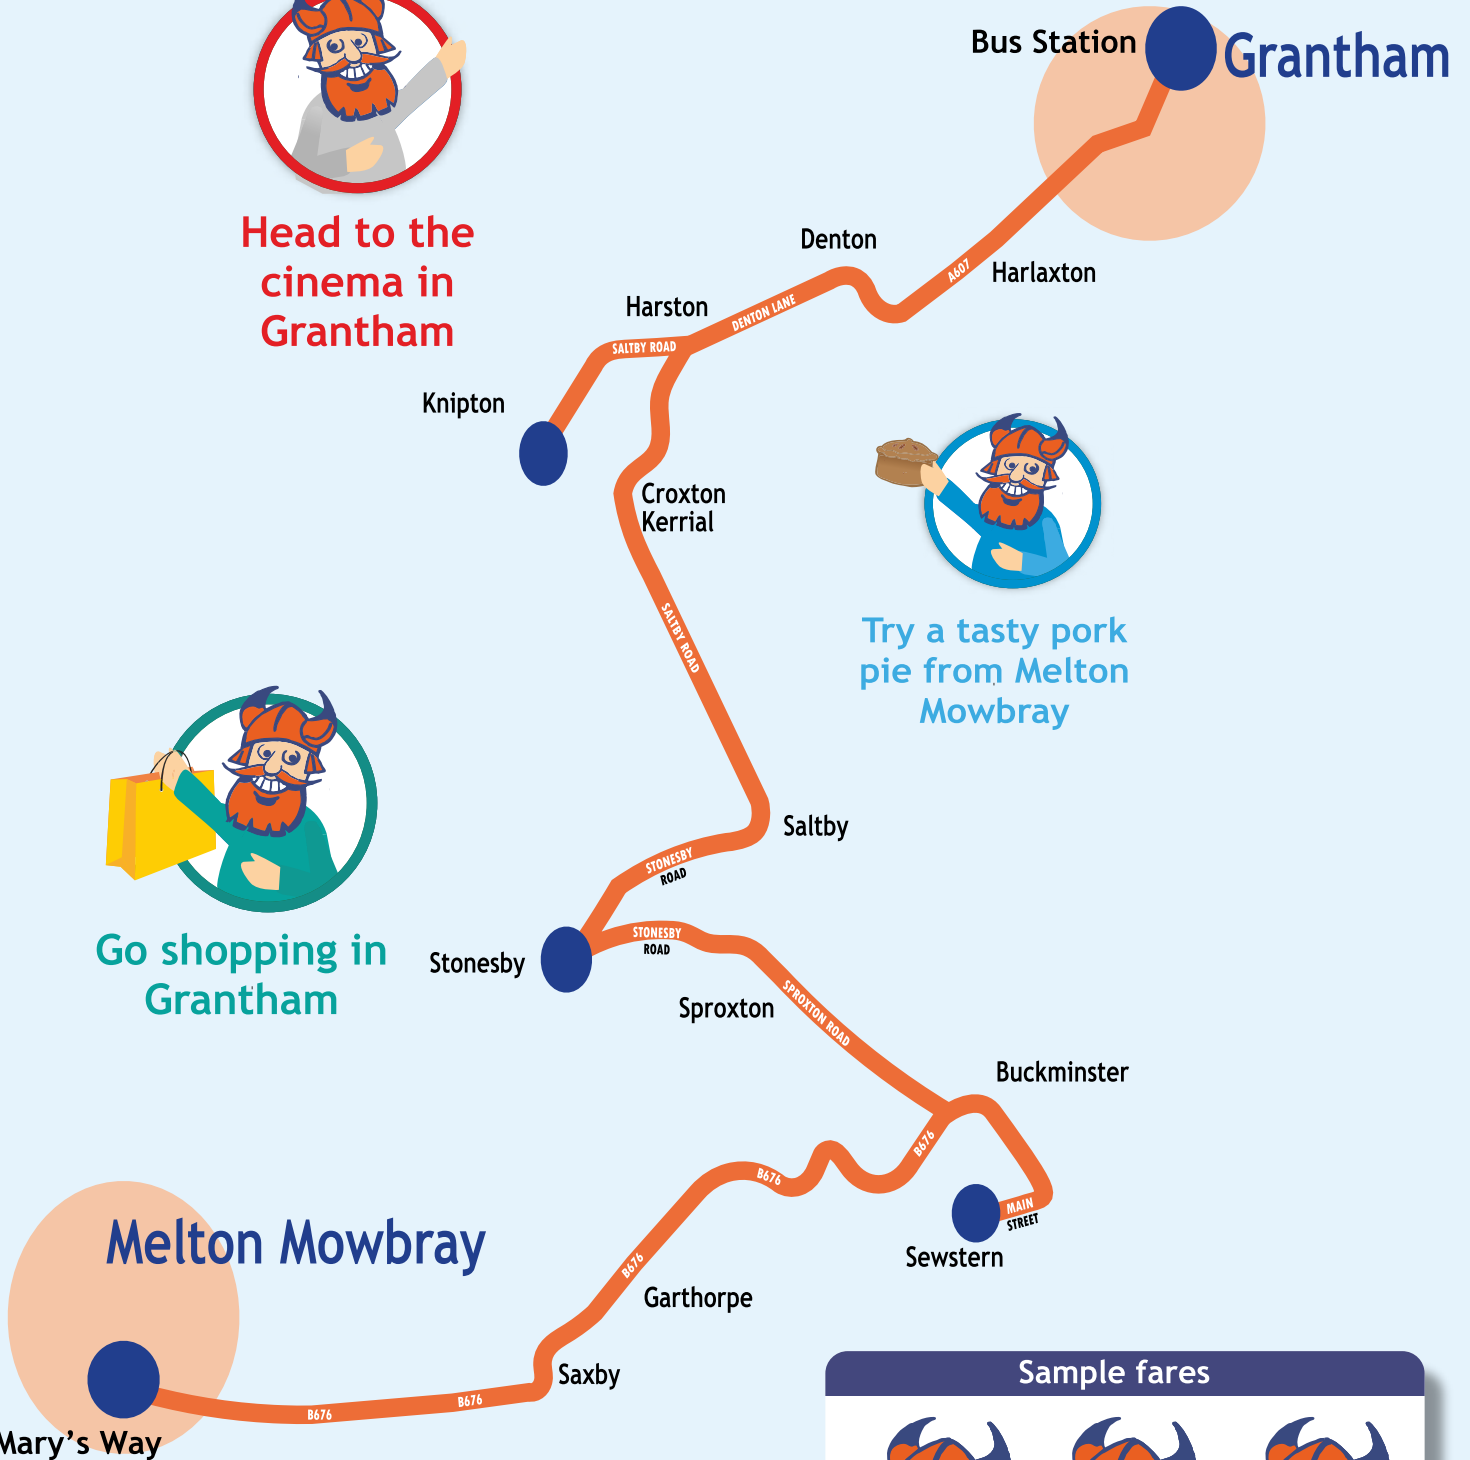 Bus Station
Grantham
Head to the
cinema in
Grantham
Denton
Harlaxton
A607
Harston
DENTON LANE
SALTBY ROAD
Knipton
Croxton
Kerrial
SALTBY ROAD
Try a tasty pork
pie from Melton
Mowbray
Saltby
STONESBY
ROAD
Go shopping in
Grantham
Stonesby
STONESBY
ROAD
Sproxton
SPROXTON ROAD
Buckminster
B676
B676
MAIN
STREET
Sewstern
Melton Mowbray
B676
Garthorpe
Saxby
B676
B676
Mary's Way
Sample fares